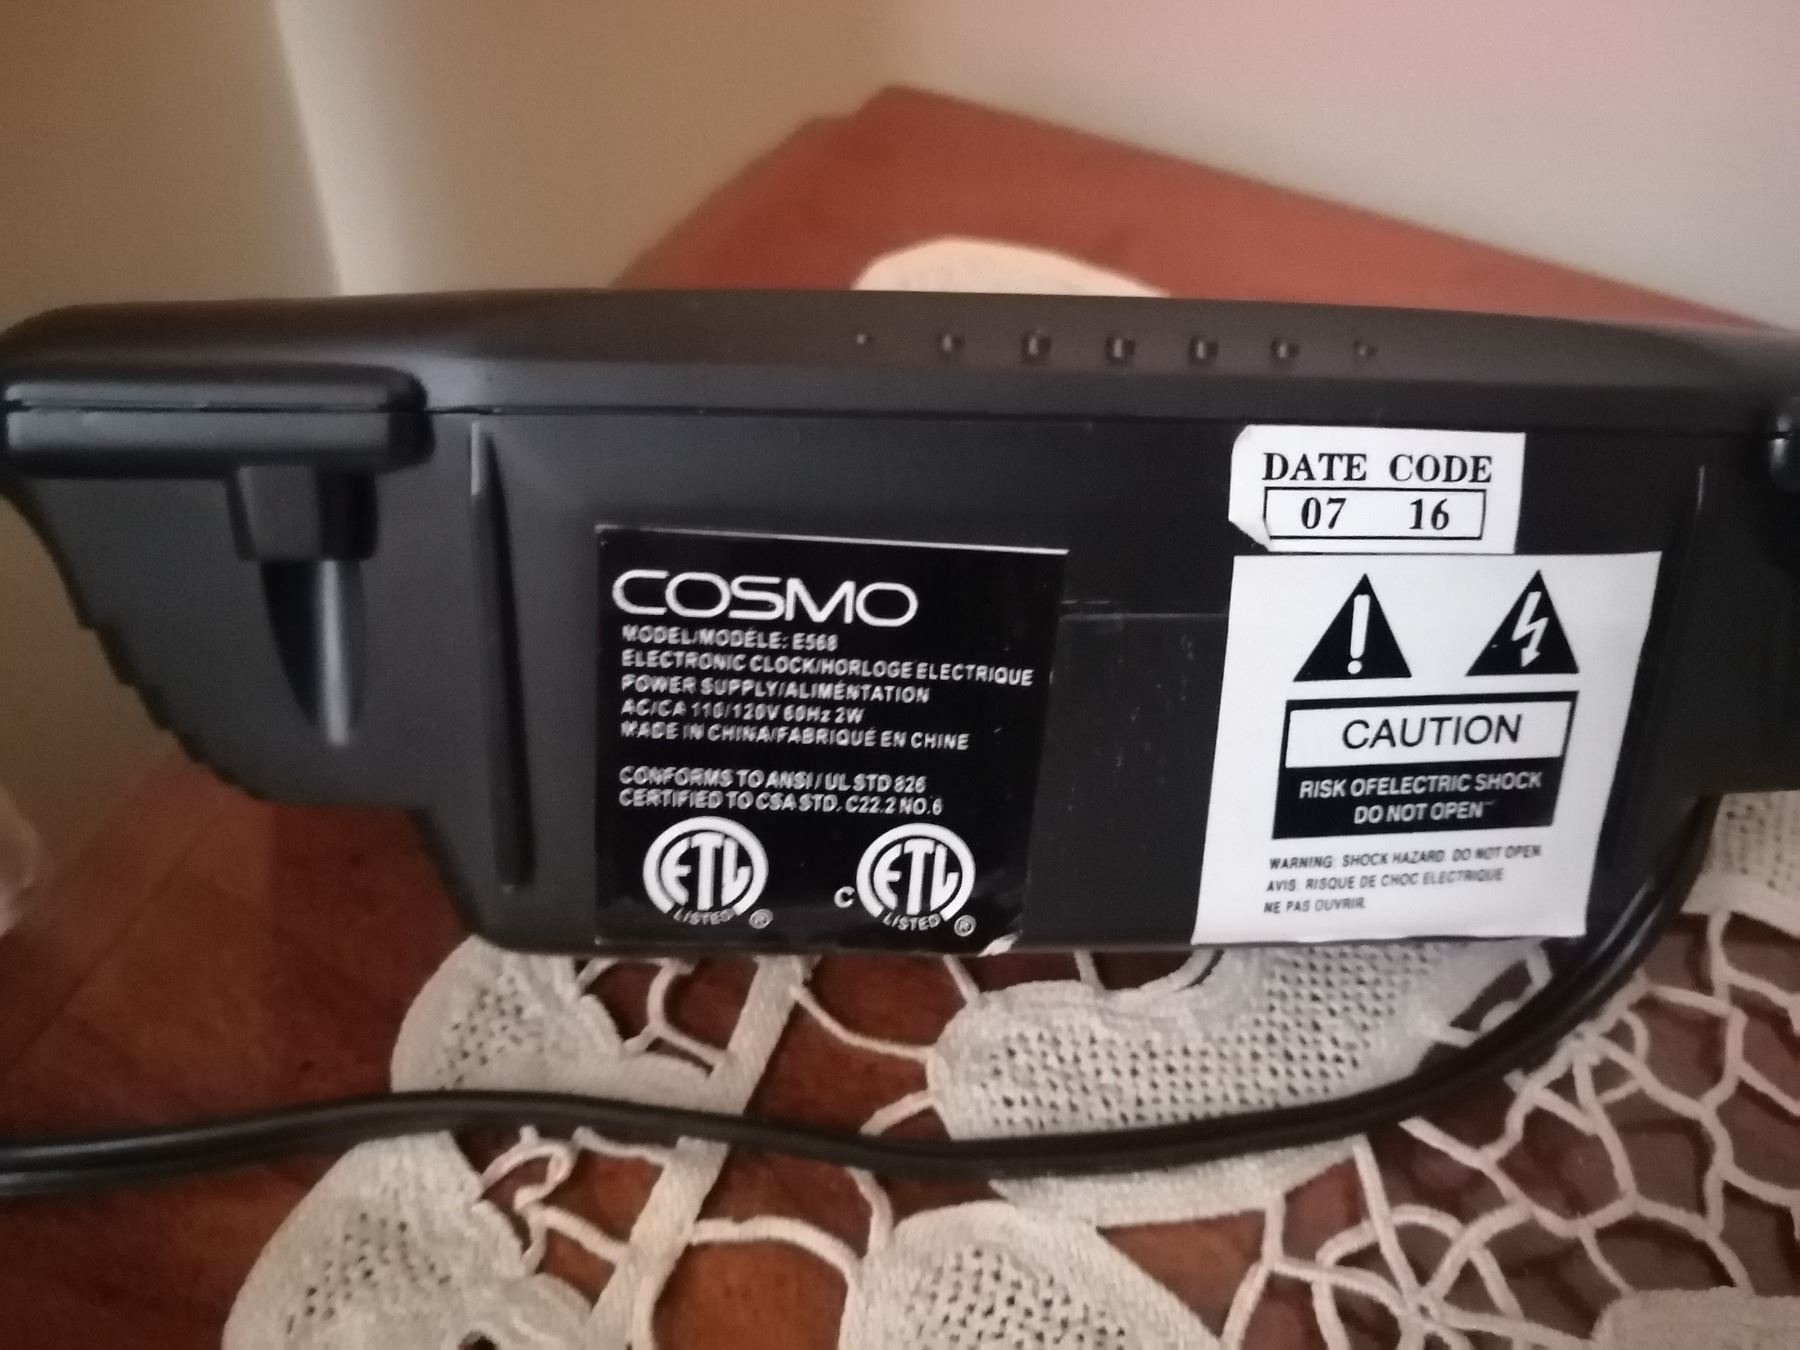 DATE CODE
07 16
COSMO
MODEL/MODÈLE: E568
ELECTRONIC CLOCK/HORLOGE ELECTRIQUE
POWER SUPPLY/ALIMENTATION
AC/CA 110/120V 60Hz 2W
MADE IN CHINA/FABRIQUÉ EN CHINE
CONFORMS TO ANSI / UL STD 826
CERTIFIED TO CSA STD. C22.2 NO.6
ETL
LISTED ®
C ETL
LISTED ®
CAUTION
RISK OFELECTRIC SHOCK
DO NOT OPEN
WARNING: SHOCK HAZARD. DO NOT OPEN.
AVIS: RISQUE DE CHOC ELECTRIQUE
NE PAS OUVRIR.